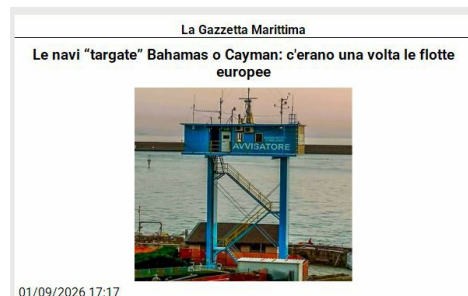 La Gazzetta Marittima
Le navi “targate” Bahamas o Cayman: c'erano una volta le flotte
europee
AVVISATORE
01/09/2026 17:17